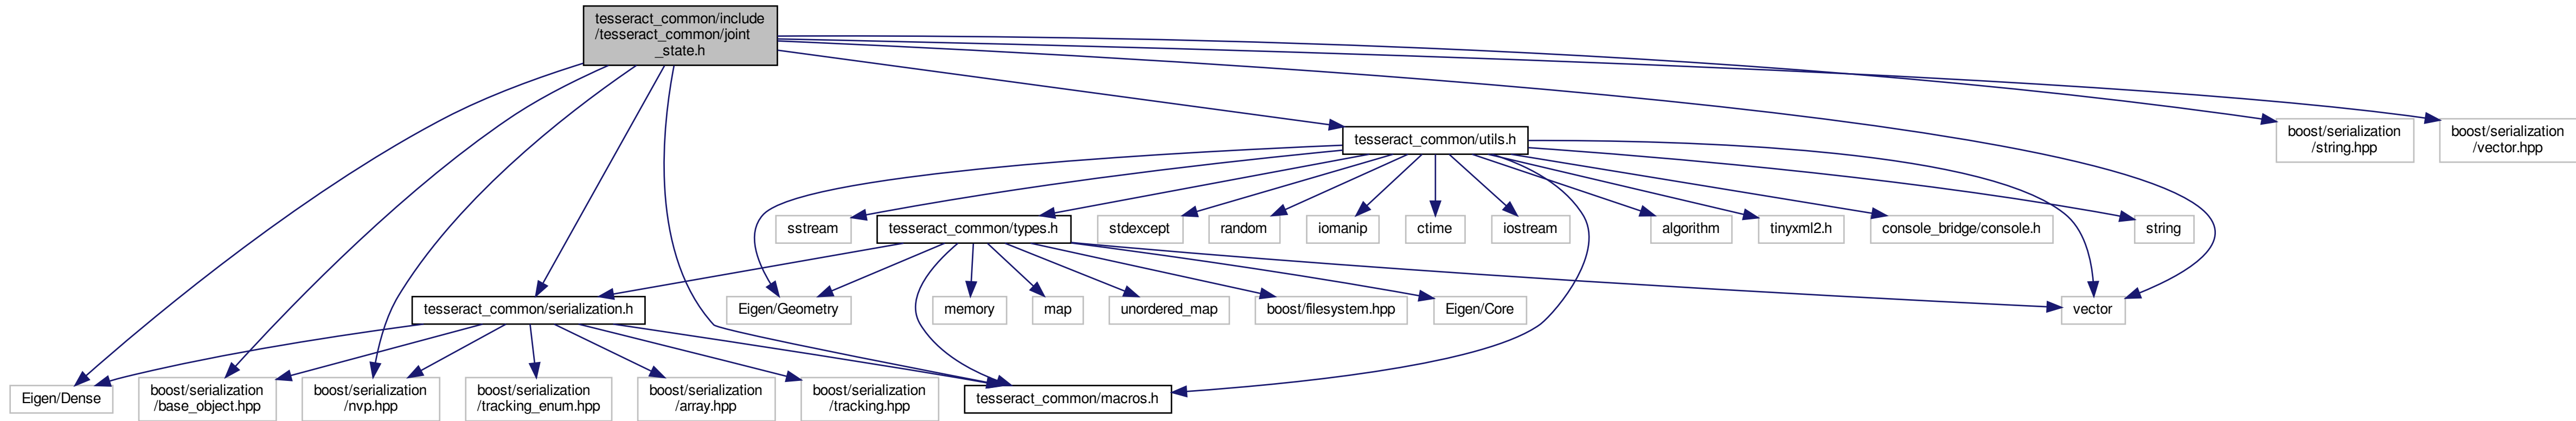 tesseract_common/include
/tesseract_common/joint
_state.h
tesseract_common/utils.h
boost/serialization
/string.hpp
boost/serialization
/vector.hpp
sstream
tesseract_common/types.h
stdexcept
random
iomanip
ctime
iostream
algorithm
tinyxml2.h
console_bridge/console.h
string
tesseract_common/serialization.h
Eigen/Geometry
memory
map
unordered_map
boost/filesystem.hpp
Eigen/Core
vector
Eigen/Dense
boost/serialization
/base_object.hpp
boost/serialization
/nvp.hpp
boost/serialization
/tracking_enum.hpp
boost/serialization
/array.hpp
boost/serialization
/tracking.hpp
tesseract_common/macros.h